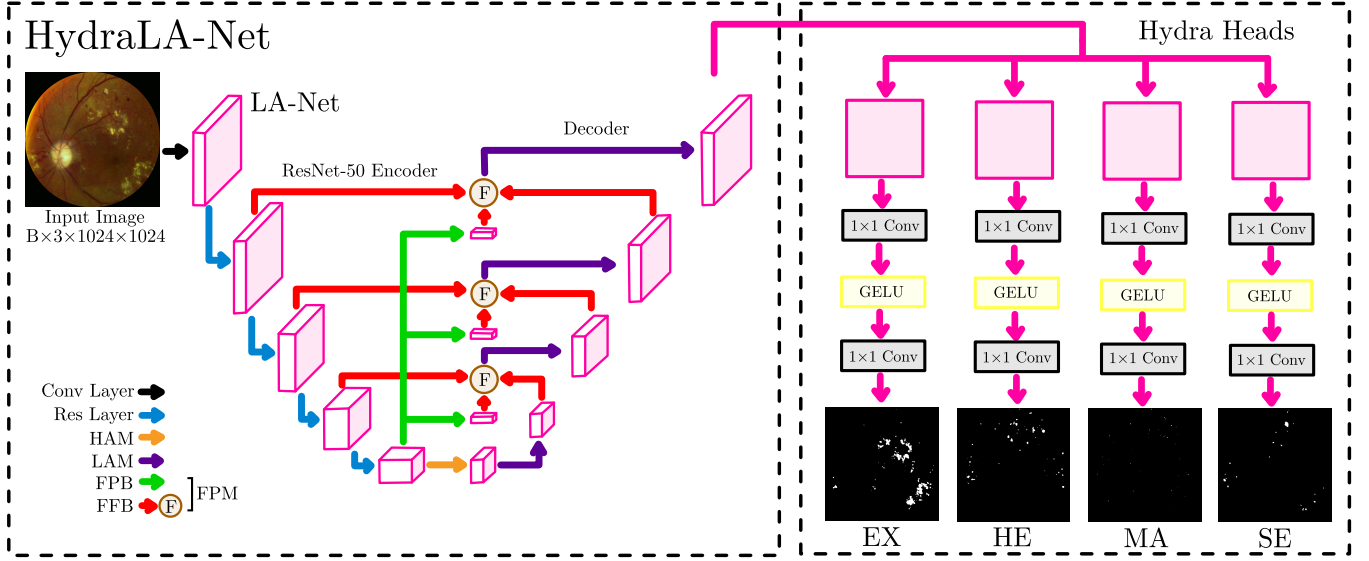 HydraLA-Net
LA-Net
Input Image
B×3×1024×1024
ResNet-50 Encoder
Decoder
F
F
F
Conv Layer
Res Layer
HAM
LAM
FPB
FFB
F
FPM
Hydra Heads
1×1 Conv
1×1 Conv
1×1 Conv
1×1 Conv
GELU
GELU
GELU
GELU
1×1 Conv
1×1 Conv
1×1 Conv
1×1 Conv
EX
HE
MA
SE